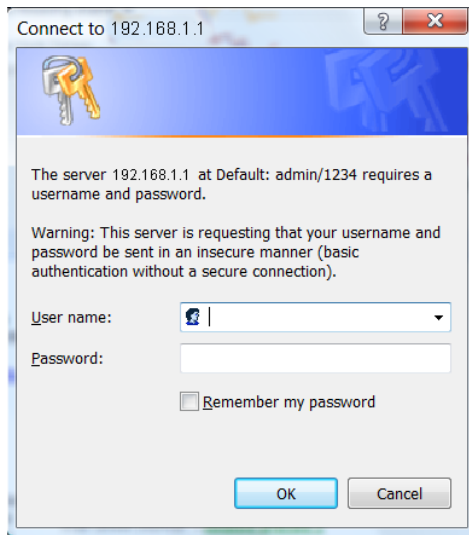 Connect to 192.168.1.1
The server 192.168.1.1 at Default: admin/1234 requires a
username and password.
Warning: This server is requesting that your username and
password be sent in an insecure manner (basic
authentication without a secure connection).
User name:
Password:
Remember my password
OK Cancel